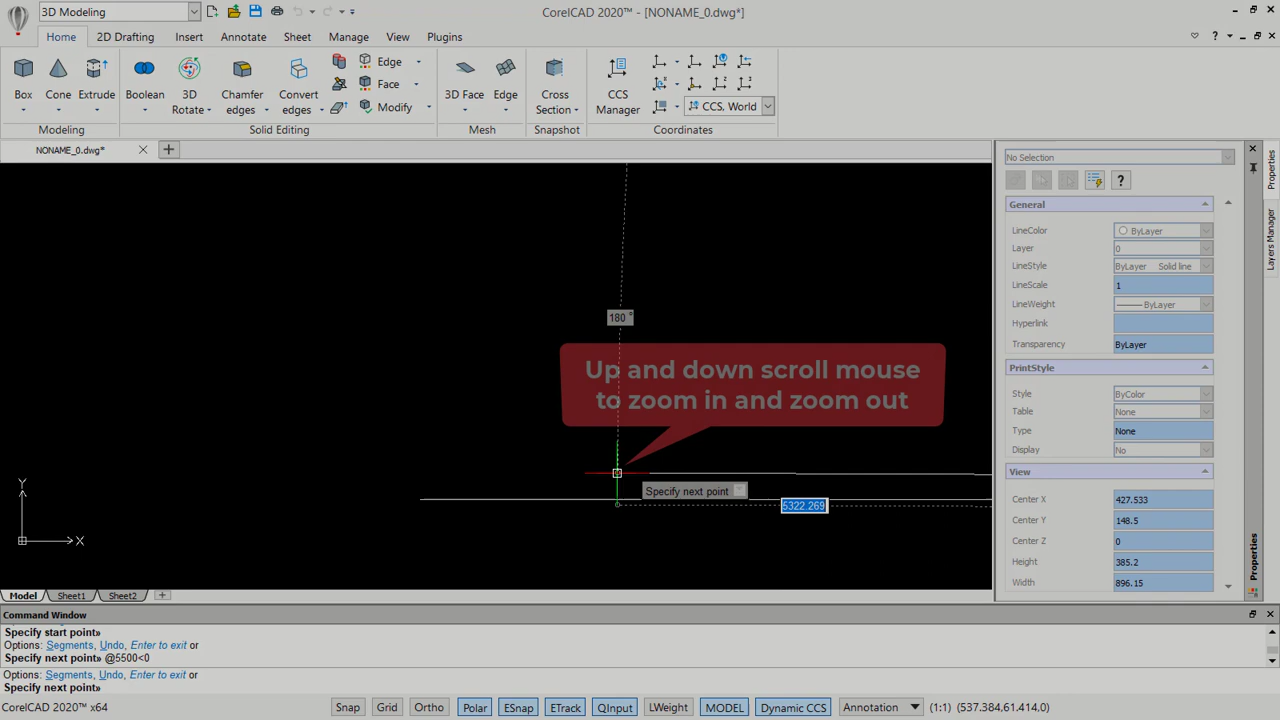 3D Modeling
CorelCAD 2020™ - [NONAME_0.dwg*]
Home 2D Drafting Insert Annotate Sheet Manage View Plugins
Box Cone Extrude
Boolean 3D Rotate Chamfer edges Convert edges
Edge
Face
Modify
3D Face Edge
Cross Section
CCS Manager
CCS, World
Modeling Solid Editing Mesh Snapshot Coordinates
NONAME_0.dwg*
180 °
Up and down scroll mouse
to zoom in and zoom out
Specify next point
5322.269
Y
X
No Selection
General
LineColor ByLayer
Layer 0
LineStyle ByLayer Solid line
LineScale 1
LineWeight ByLayer
Hyperlink
Transparency ByLayer
PrintStyle
Style ByColor
Table None
Type None
Display No
View
Center X 427.533
Center Y 148.5
Center Z 0
Height 385.2
Width 896.15
Properties
Layers Manager
Properties
Model Sheet1 Sheet2
Command Window
Specify start point»
Options: Segments, Undo, Enter to exit or
Specify next point» @5500<0
Options: Segments, Undo, Enter to exit or
Specify next point»
CorelCAD 2020™ x64 Snap Grid Ortho Polar ESnap ETrack QInput LWeight MODEL Dynamic CCS Annotation (1:1) (537.384,61.414,0)